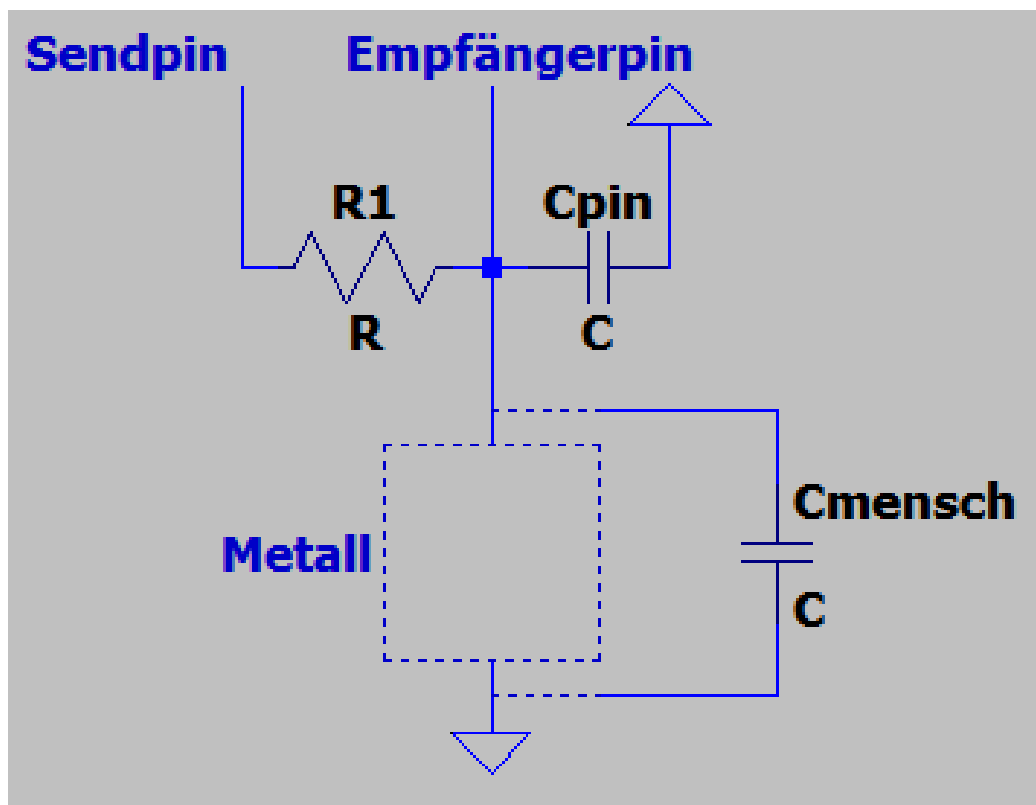 Sendpin
Empfängerpin
R1
Cpin
R
C
Cmensch
Metall
C